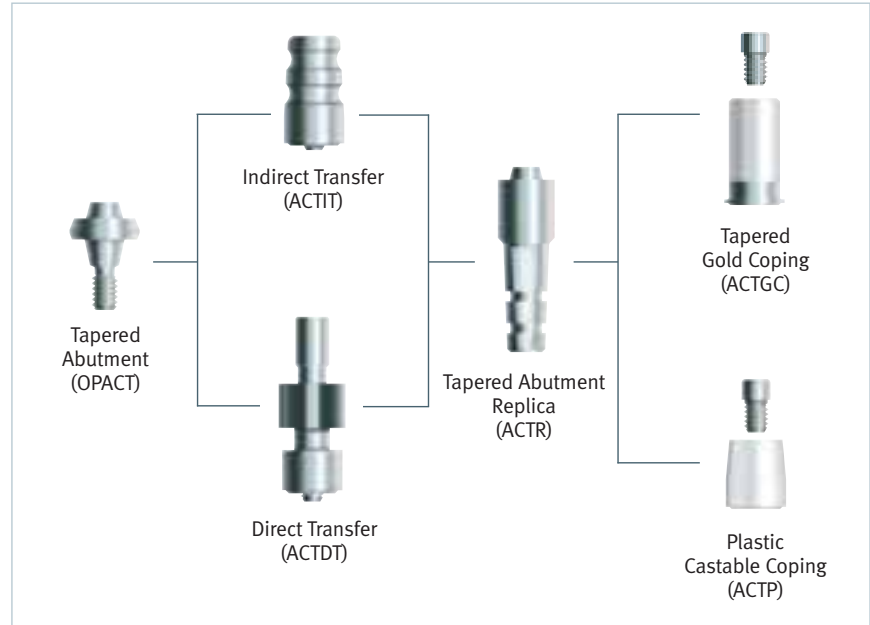 Indirect Transfer
(ACTIT)
Tapered
Gold Coping
(ACTGC)
Tapered
Abutment
(OPACT)
Tapered Abutment
Replica
(ACTR)
Direct Transfer
(ACTDT)
Plastic
Castable Coping
(ACTP)